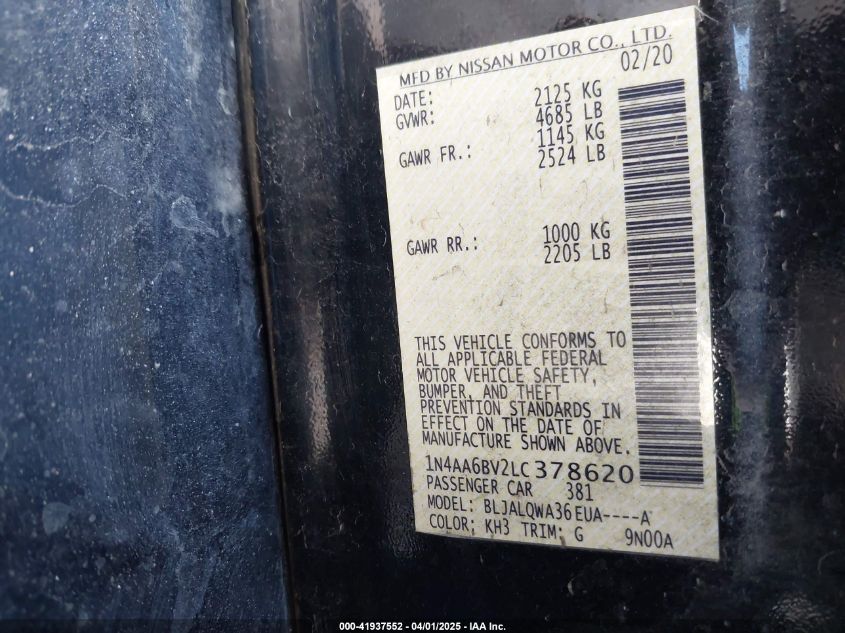 MFD BY NISSAN MOTOR CO., LTD.
DATE: 02/20
GVWR: 2125 KG
4685 LB
GAWR FR.: 1145 KG
2524 LB
GAWR RR.: 1000 KG
2205 LB
THIS VEHICLE CONFORMS TO
ALL APPLICABLE FEDERAL
MOTOR VEHICLE SAFETY,
BUMPER, AND THEFT
PREVENTION STANDARDS IN
EFFECT ON THE DATE OF
MANUFACTURE SHOWN ABOVE.
1N4AA6BV2LC378620
PASSENGER CAR 381
MODEL: BLJALQWA36EUA----A
COLOR; KH3 TRIM: G 9N00A
000-41937552 - 04/01/2025 - IAA Inc.